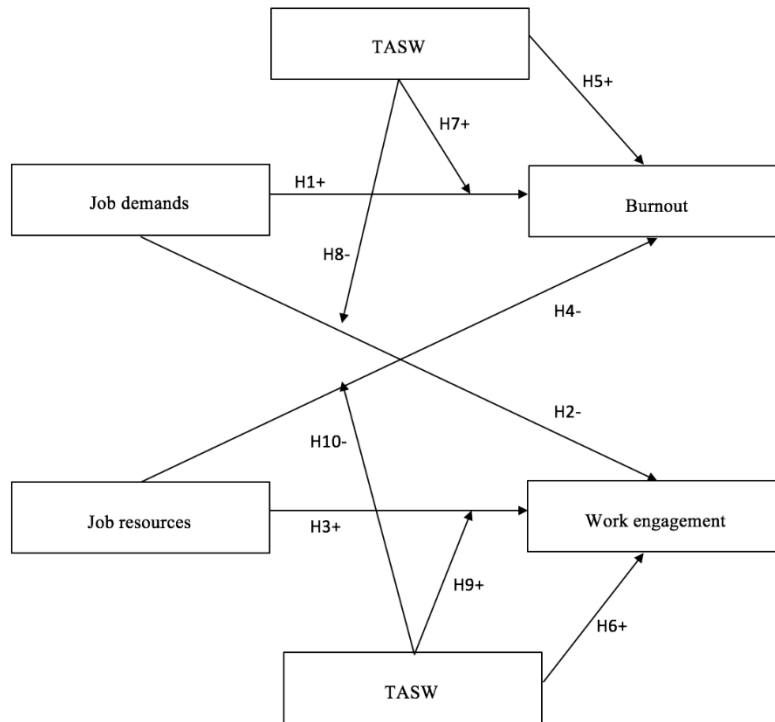 TASW
H5+
H7+
H1+
Job demands
Burnout
H8-
H4-
H2-
H10-
Job resources
H3+
Work engagement
H9+
H6+
TASW